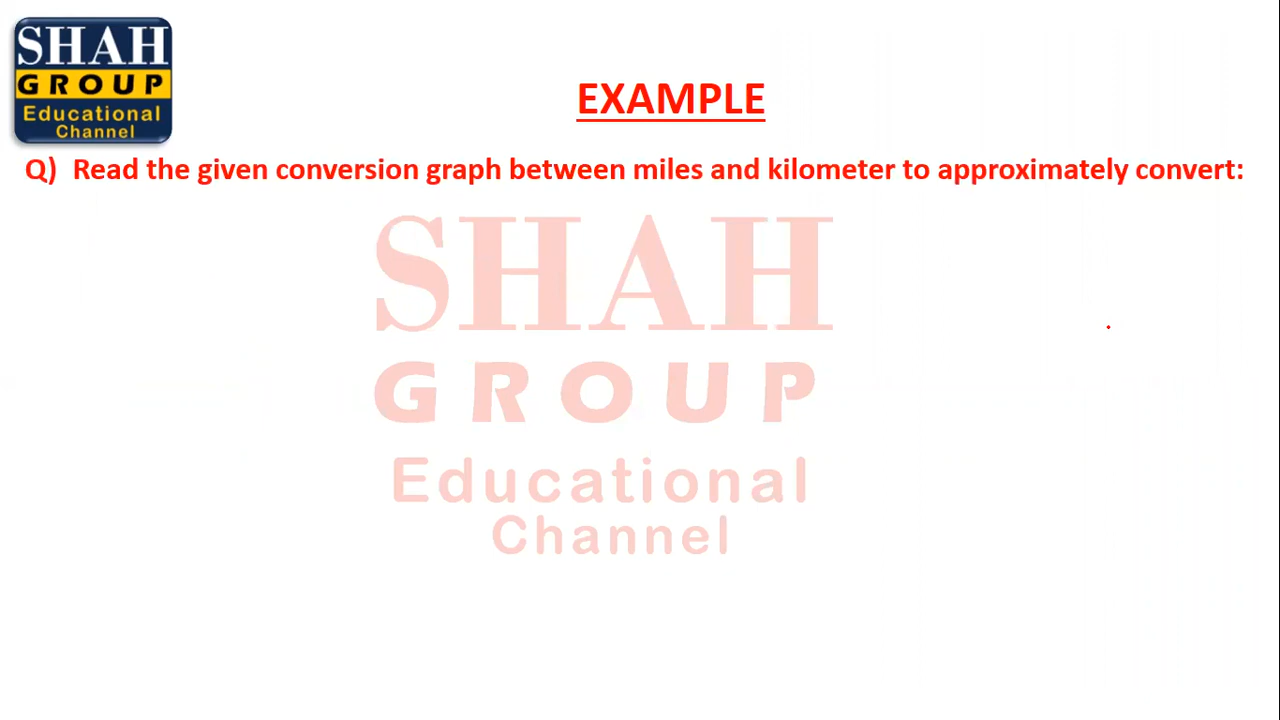 SHAH
GROUP
Educational
Channel
EXAMPLE
Q) Read the given conversion graph between miles and kilometer to approximately convert:
SHAH
GROUP
Educational
Channel